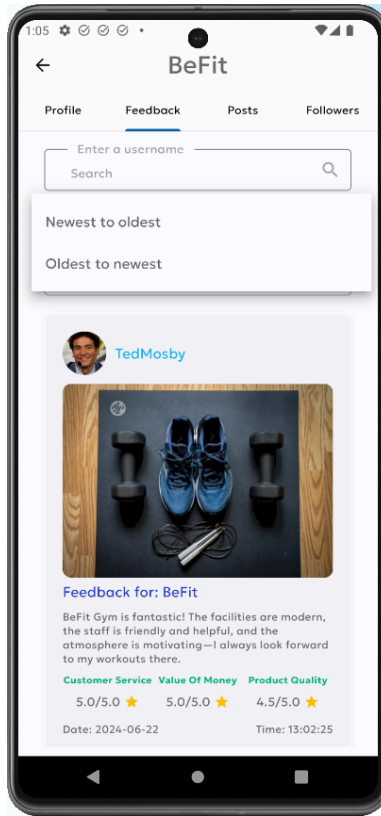 1:05
BeFit
Profile Feedback Posts Followers
Enter a username
Search
Newest to oldest
Oldest to newest
TedMosby
Feedback for: BeFit
BeFit Gym is fantastic! The facilities are modern,
the staff is friendly and helpful, and the
atmosphere is motivating—I always look forward
to my workouts there.
Customer Service Value Of Money Product Quality
5.0/5.0 5.0/5.0 4.5/5.0
Date: 2024-06-22 Time: 13:02:25